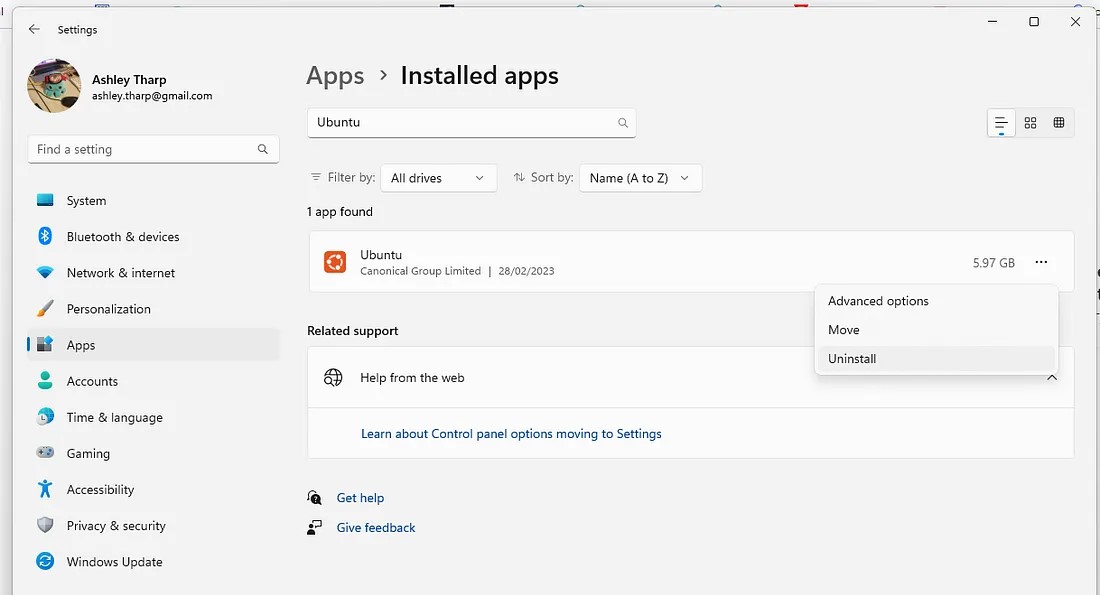 Settings
Ashley Tharp
ashley.tharp@gmail.com
Find a setting
System
Bluetooth & devices
Network & internet
Personalization
Apps
Accounts
Time & language
Gaming
Accessibility
Privacy & security
Windows Update
Apps > Installed apps
Ubuntu
Filter by: All drives Sort by: Name (A to Z)
1 app found
Ubuntu
Canonical Group Limited | 28/02/2023
5.97 GB
Advanced options
Move
Uninstall
Related support
Help from the web
Learn about Control panel options moving to Settings
Get help
Give feedback